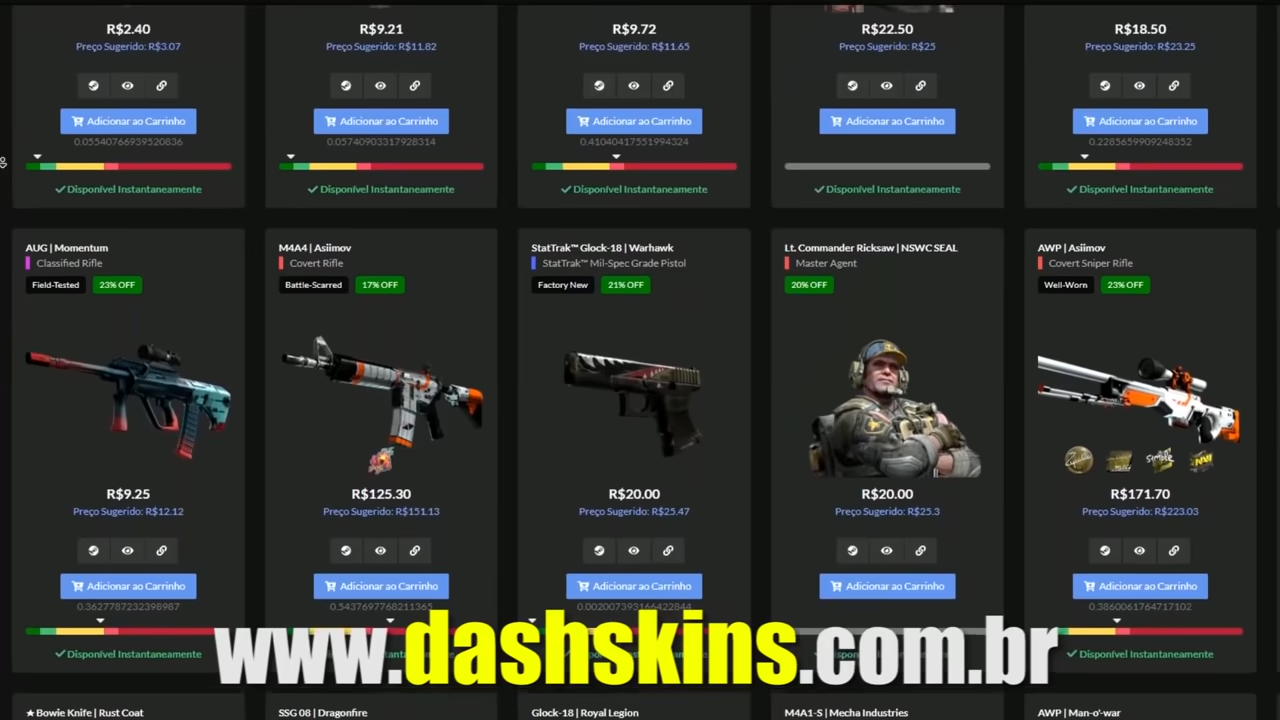 R$2.40
Preço Sugerido: R$3.07
Adicionar ao Carrinho
0.05540766939520836
Disponível Instantaneamente
R$9.21
Preço Sugerido: R$11.82
Adicionar ao Carrinho
0.05740903317928314
Disponível Instantaneamente
R$9.72
Preço Sugerido: R$11.65
Adicionar ao Carrinho
0.41040417551994324
Disponível Instantaneamente
R$22.50
Preço Sugerido: R$25
Adicionar ao Carrinho
Disponível Instantaneamente
R$18.50
Preço Sugerido: R$23.25
Adicionar ao Carrinho
0.2285659909248352
Disponível Instantaneamente
AUG | Momentum
Classified Rifle
Field-Tested 23% OFF
R$9.25
Preço Sugerido: R$12.12
Adicionar ao Carrinho
0.3627787232398987
Disponível Instantaneamente
M4A4 | Asiimov
Covert Rifle
Battle-Scarred 17% OFF
R$125.30
Preço Sugerido: R$151.13
Adicionar ao Carrinho
0.5437697768211365
StatTrak™ Glock-18 | Warhawk
StatTrak™ Mil-Spec Grade Pistol
Factory New 21% OFF
R$20.00
Preço Sugerido: R$25.47
Adicionar ao Carrinho
0.002007393166422844
Lt. Commander Ricksaw | NSWC SEAL
Master Agent
20% OFF
R$20.00
Preço Sugerido: R$25.3
Adicionar ao Carrinho
AWP | Asiimov
Covert Sniper Rifle
Well-Worn 23% OFF
R$171.70
Preço Sugerido: R$223.03
Adicionar ao Carrinho
0.3860061764717102
Disponível Instantaneamente
www.dashskins.com.br
★ Bowie Knife | Rust Coat
SSG 08 | Dragonfire
Glock-18 | Royal Legion
M4A1-S | Mecha Industries
AWP | Man-o'-war